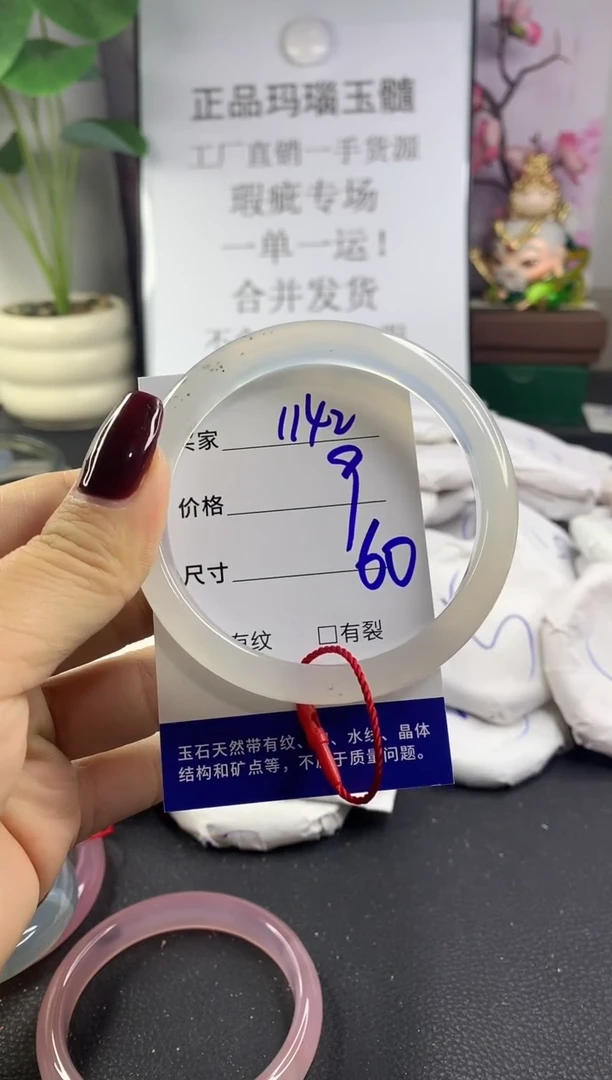 正品玛瑙玉髓
工厂直销一手货源
瑕疵专场
一单一运！
合并发货
家 1142
价格 9
尺寸 60
有纹 □有裂
玉石天然带有纹、、水线、晶体
结构和矿点等，不于质量问题。